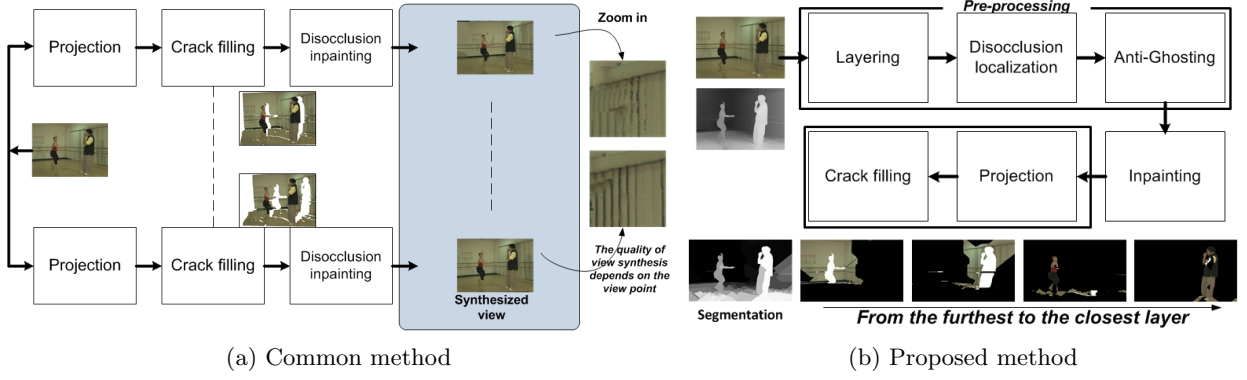 Projection
Crack filling
Disocclusion
inpainting
Zoom in
Projection
Crack filling
Disocclusion
inpainting
Synthesized
view
The quality of
view synthesis
depends on the
view point
(a) Common method
Pre-processing
Layering
Disocclusion
localization
Anti-Ghosting
Crack filling
Projection
Inpainting
Segmentation
From the furthest to the closest layer
(b) Proposed method